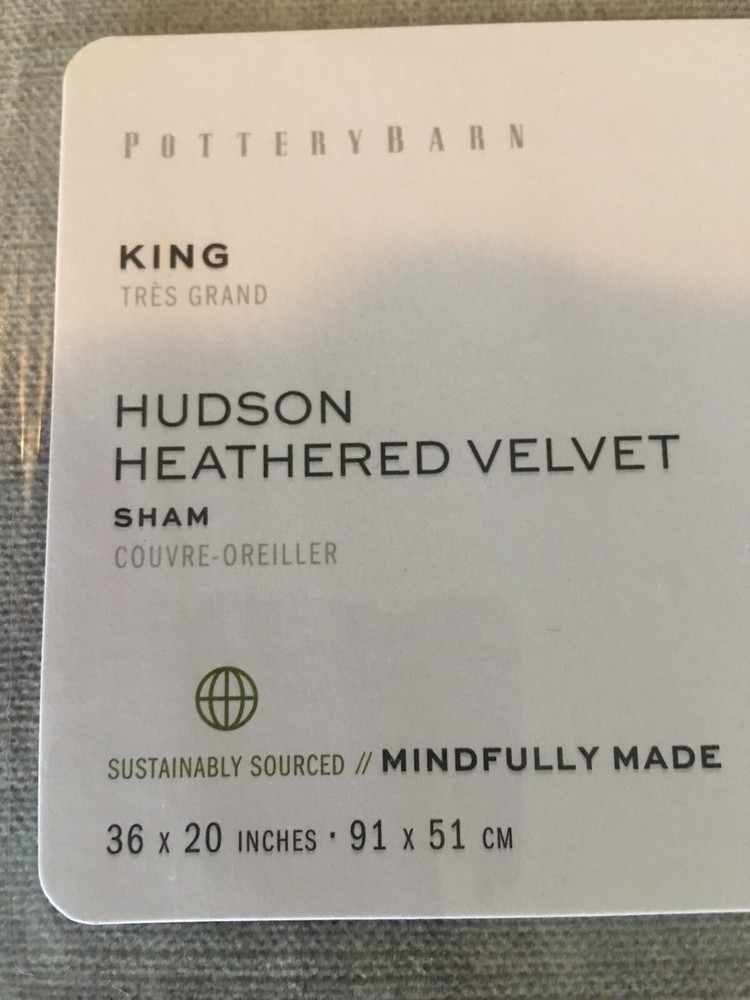 POTTERYBARN
KING
TRÈS GRAND
HUDSON
HEATHERED VELVET
SHAM
COUVRE-OREILLER
SUSTAINABLY SOURCED // MINDFULLY MADE
36 X 20 INCHES · 91 X 51 CM